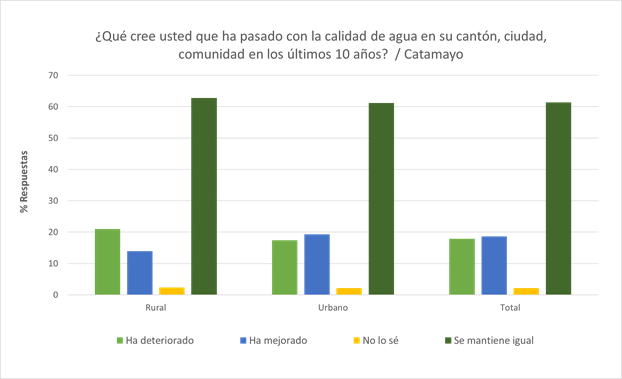 ¿Qué cree usted que ha pasado con la calidad de agua en su cantón, ciudad,
comunidad en los últimos 10 años?  / Catamayo
70
60
50
40
30
20
10
0
% Respuestas
Rural
Urbano
Total
Ha deteriorado
Ha mejorado
No lo sé
Se mantiene igual